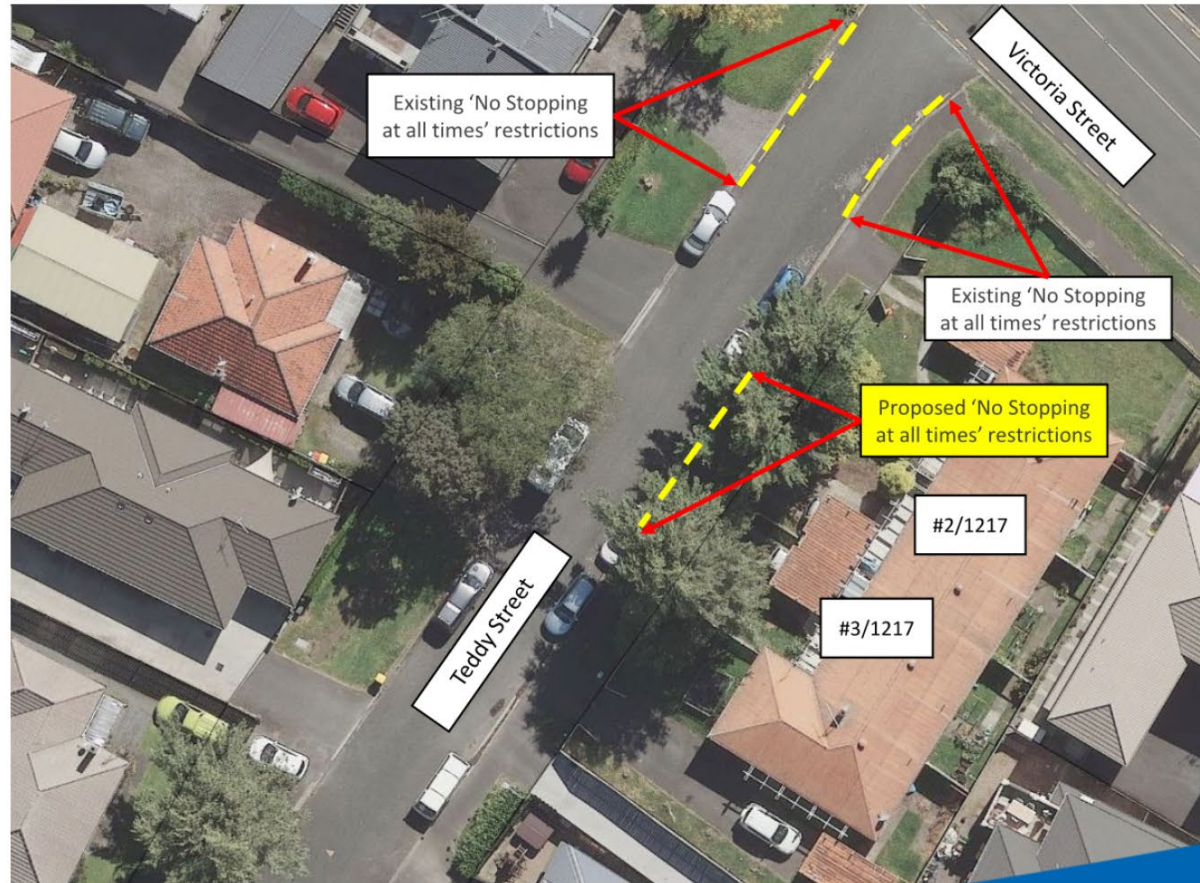 Victoria Street
Existing ‘No Stopping
at all times’ restrictions
Existing ‘No Stopping
at all times’ restrictions
Proposed ‘No Stopping
at all times’ restrictions
#2/1217
Teddy Street
#3/1217